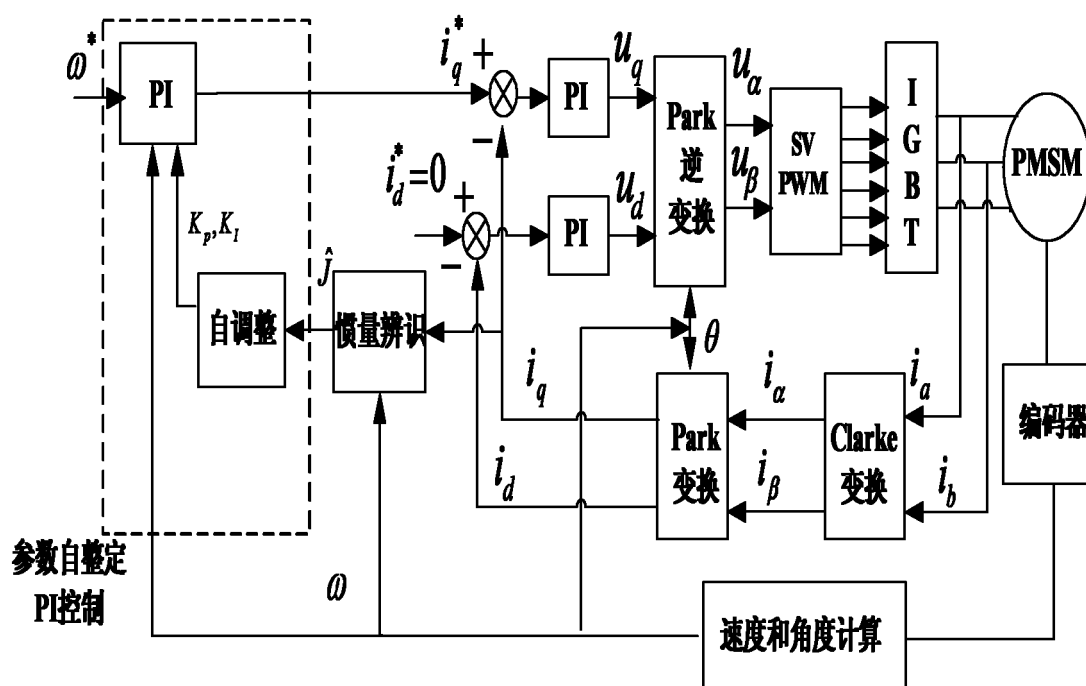 ω*
PI
i_q^*
+
−
PI
u_q
Park
逆
变换
u_α
u_β
SV
PWM
I
G
B
T
PMSM
i_d^*=0
+
−
PI
u_d
K_p, K_I
自调整
Ĵ
惯量辨识
θ
i_q
i_d
Park
变换
i_α
i_β
Clarke
变换
i_a
i_b
编码器
参数自整定
PI控制
ω
速度和角度计算